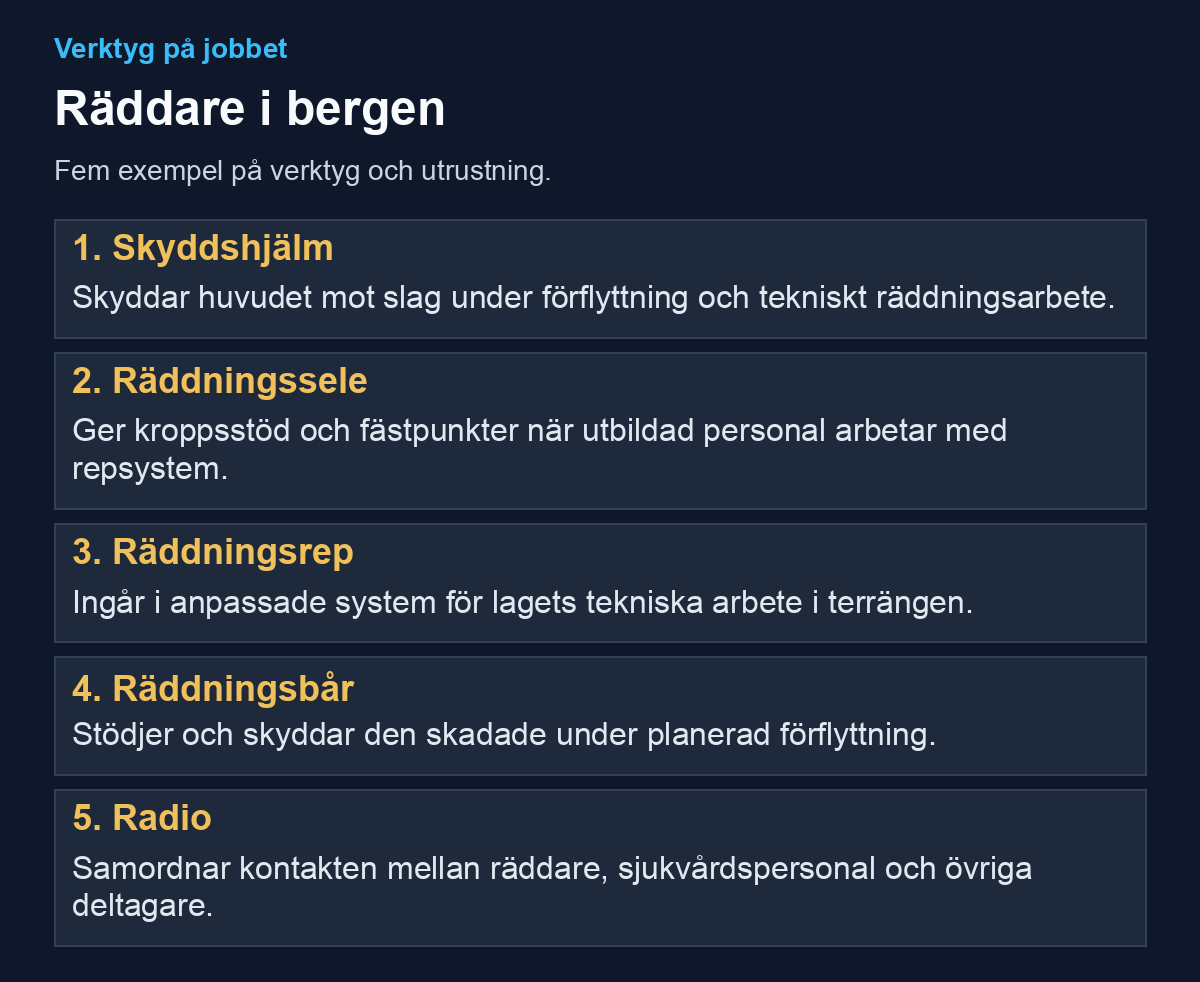 Verktyg på jobbet
Räddare i bergen
Fem exempel på verktyg och utrustning.
1. Skyddshjälm
Skyddar huvudet mot slag under förflyttning och tekniskt räddningsarbete.
2. Räddningssele
Ger kroppsstöd och fästpunkter när utbildad personal arbetar med
repsystem.
3. Räddningsrep
Ingår i anpassade system för lagets tekniska arbete i terrängen.
4. Räddningsbår
Stödjer och skyddar den skadade under planerad förflyttning.
5. Radio
Samordnar kontakten mellan räddare, sjukvårdspersonal och övriga
deltagare.